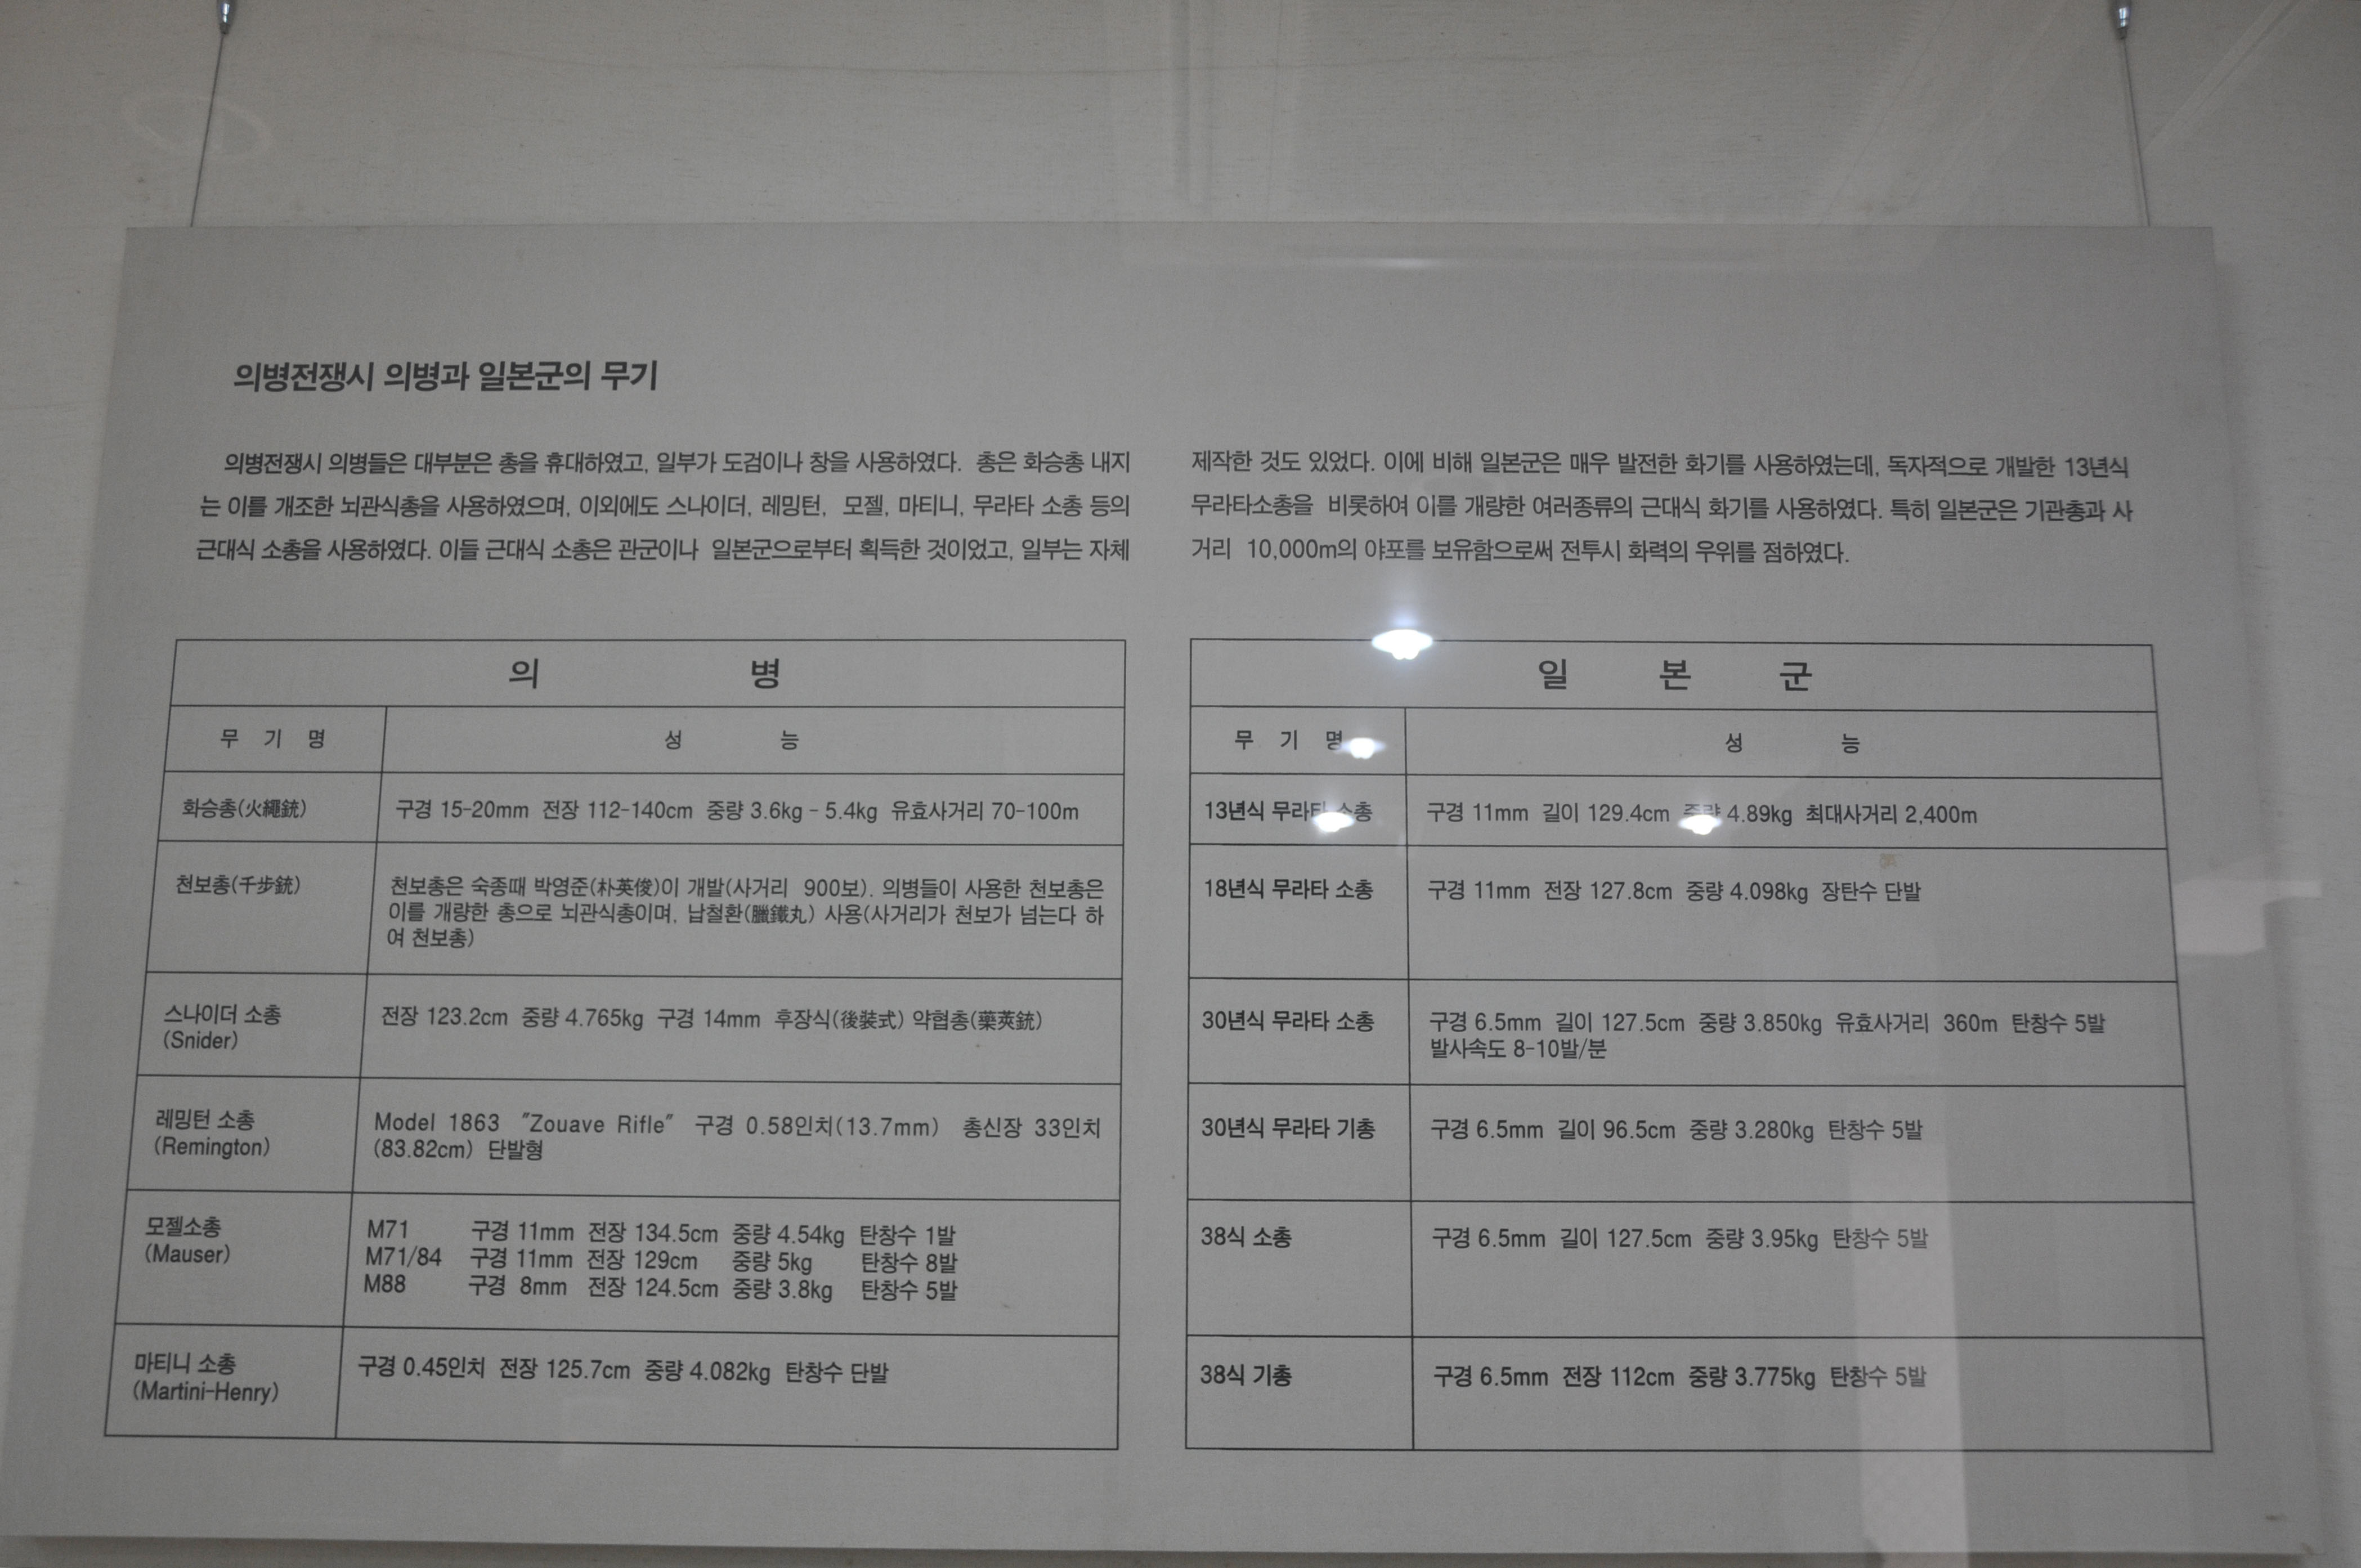 의병전쟁시 의병과 일본군의 무기
의병전쟁시 의병들은 대부분은 총을 휴대하였고, 일부가 도검이나 창을 사용하였다. 총은 화승총 내지
는 이를 개조한 뇌관식총을 사용하였으며, 이외에도 스나이더, 레밍턴, 모젤, 마티니, 무라타 소총 등의
근대식 소총을 사용하였다. 이들 근대식 소총은 관군이나 일본군으로부터 획득한 것이었고, 일부는 자체
제작한 것도 있었다. 이에 비해 일본군은 매우 발전한 화기를 사용하였는데, 독자적으로 개발한 13년식
무라타소총을 비롯하여 이를 개량한 여러종류의 근대식 화기를 사용하였다. 특히 일본군은 기관총과 사
거리 10,000m의 야포를 보유함으로써 전투시 화력의 우위를 점하였다.
의 병
무 기 명 성 능
화승총(火繩銃) 구경 15-20mm 전장 112-140cm 중량 3.6kg - 5.4kg 유효사거리 70-100m
천보총(千步銃) 천보총은 숙종때 박영준(朴英俊)이 개발(사거리 900보). 의병들이 사용한 천보총은
이를 개량한 총으로 뇌관식총이며, 납철환(鑞鐵丸) 사용(사거리가 천보가 넘는다 하
여 천보총)
스나이더 소총 전장 123.2cm 중량 4.765kg 구경 14mm 후장식(後裝式) 약협총(藥莢銃)
(Snider)
레밍턴 소총 Model 1863 "Zouave Rifle" 구경 0.58인치(13.7mm) 총신장 33인치
(Remington) (83.82cm) 단발형
모젤소총 M71 구경 11mm 전장 134.5cm 중량 4.54kg 탄창수 1발
(Mauser) M71/84 구경 11mm 전장 129cm 중량 5kg 탄창수 8발
M88 구경 8mm 전장 124.5cm 중량 3.8kg 탄창수 5발
마티니 소총 구경 0.45인치 전장 125.7cm 중량 4.082kg 탄창수 단발
(Martini-Henry)
일 본 군
무 기 명 성 능
13년식 무라타 소총 구경 11mm 길이 129.4cm 중량 4.89kg 최대사거리 2,400m
18년식 무라타 소총 구경 11mm 전장 127.8cm 중량 4.098kg 장탄수 단발
30년식 무라타 소총 구경 6.5mm 길이 127.5cm 중량 3.850kg 유효사거리 360m 탄창수 5발
발사속도 8-10발/분
30년식 무라타 기총 구경 6.5mm 길이 96.5cm 중량 3.280kg 탄창수 5발
38식 소총 구경 6.5mm 길이 127.5cm 중량 3.95kg 탄창수 5발
38식 기총 구경 6.5mm 전장 112cm 중량 3.775kg 탄창수 5발